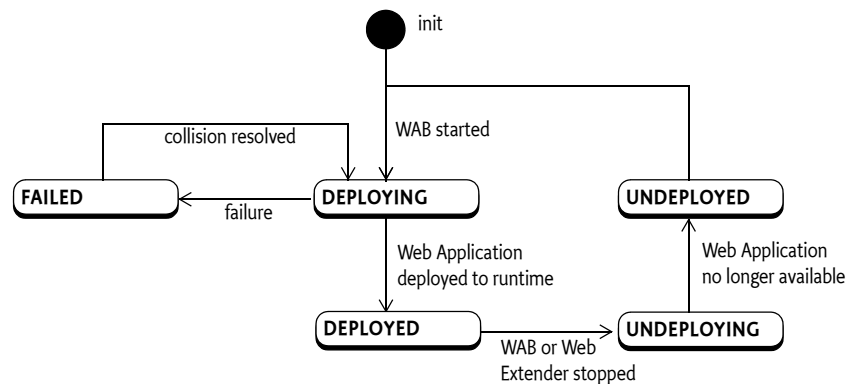 init
WAB started
collision resolved
FAILED
DEPLOYING
UNDEPLOYED
failure
Web Application
deployed to runtime
Web Application
no longer available
DEPLOYED
UNDEPLOYING
WAB or Web
Extender stopped